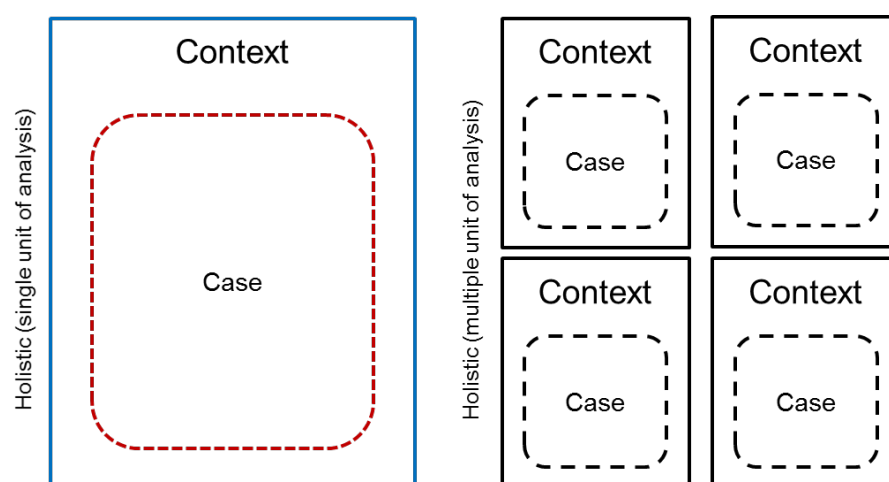 Holistic (single unit of analysis)
Context
Case
Holistic (multiple unit of analysis)
Context
Case
Context
Case
Context
Case
Context
Case